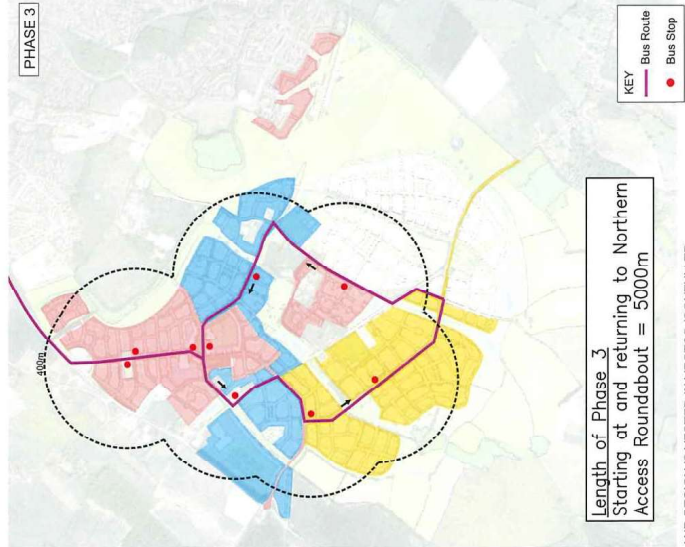 PHASE 3
400m
Length of Phase 3
Starting at and returning to Northern
Access Roundabout = 5000m
KEY
Bus Route
Bus Stop